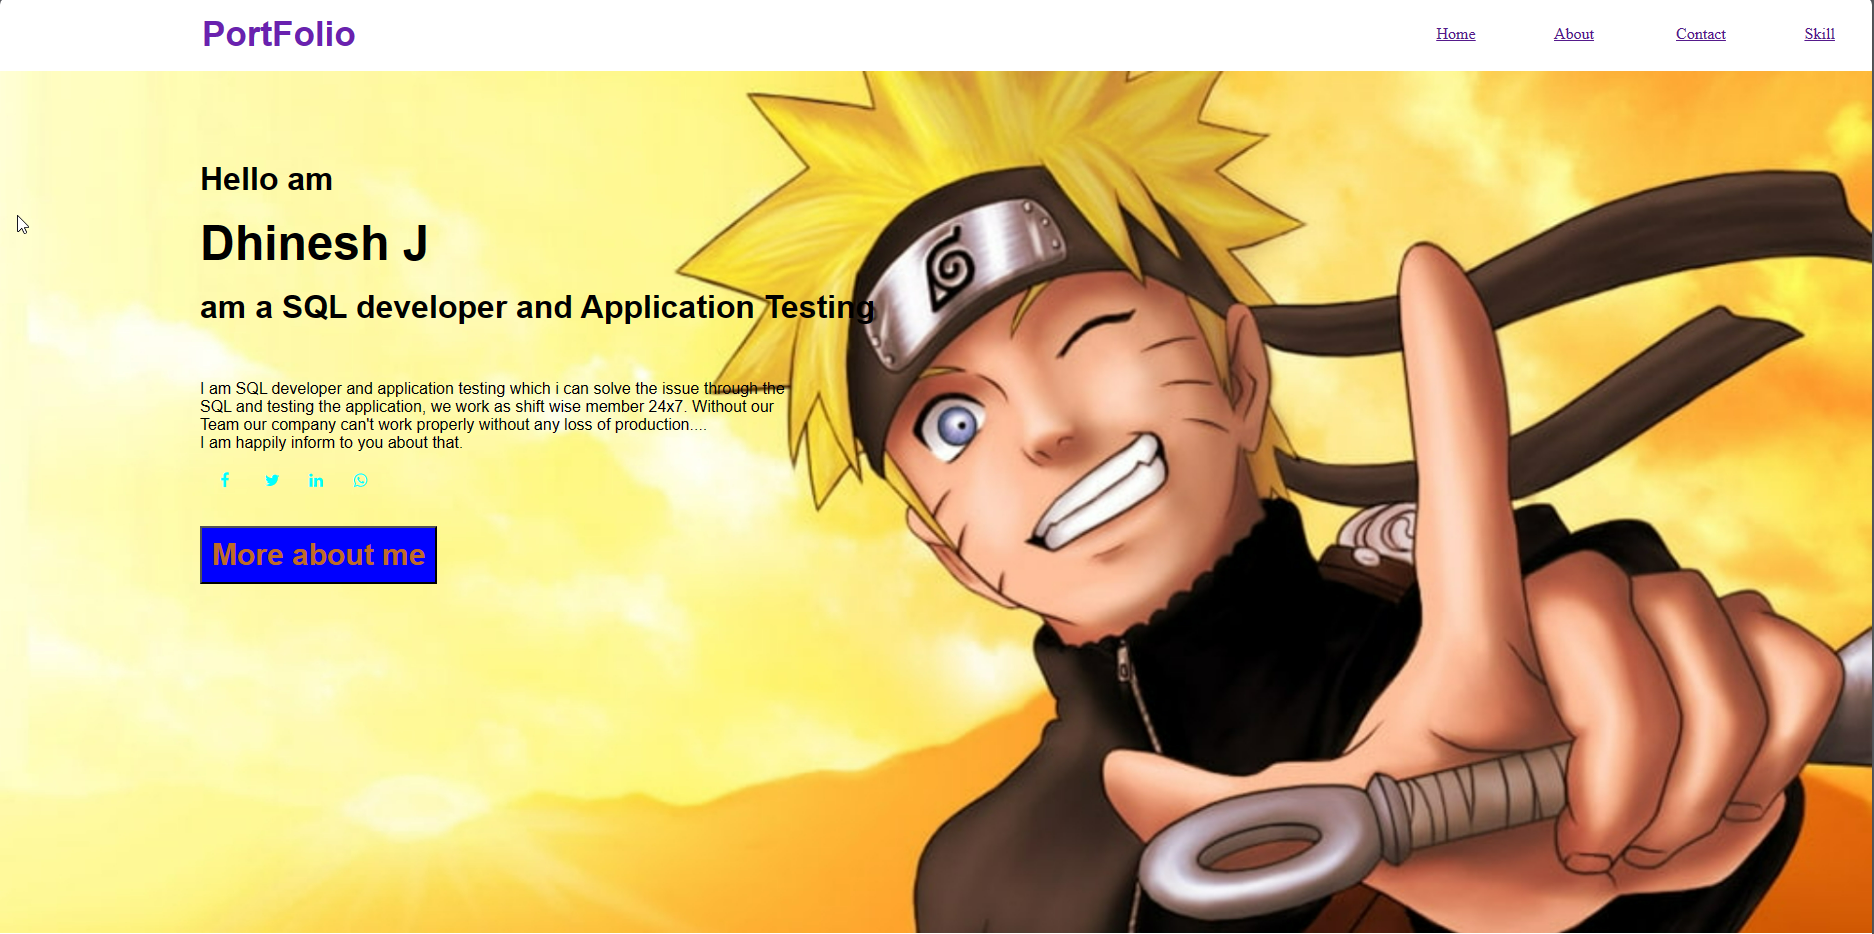 PortFolio
Home About Contact Skill
Hello am
Dhinesh J
am a SQL developer and Application Testing
I am SQL developer and application testing which i can solve the issue through the
SQL and testing the application, we work as shift wise member 24x7. Without our
Team our company can't work properly without any loss of production....
I am happily inform to you about that.
More about me